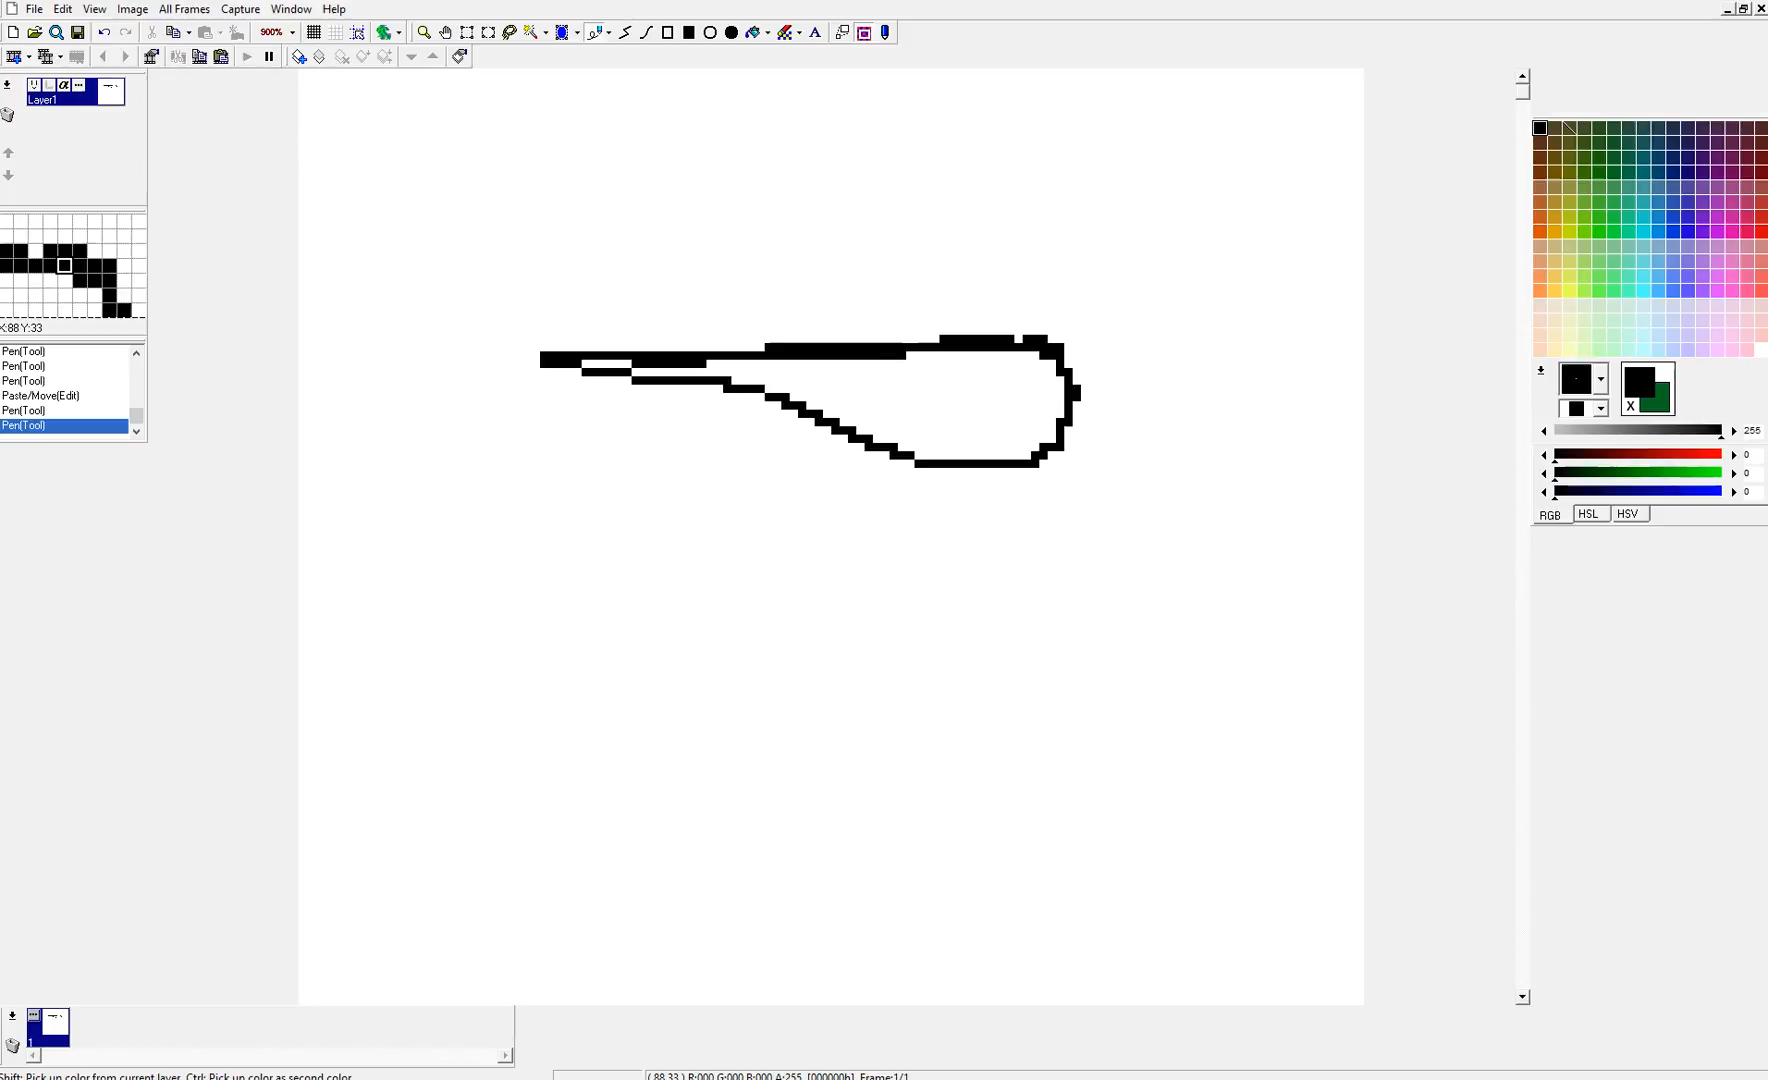 File Edit View Image All Frames Capture Window Help
900% A
α
Layer1
X:88 Y:33
Pen(Tool)
Pen(Tool)
Pen(Tool)
Paste/Move(Edit)
Pen(Tool)
Pen(Tool)
X
255
0
0
0
RGB HSL HSV
1
Shift: Pick up color from current layer, Ctrl: Pick up color as second color
( 88,33 ) R:000 G:000 B:000 A:255 [000000h] Frame:1/1